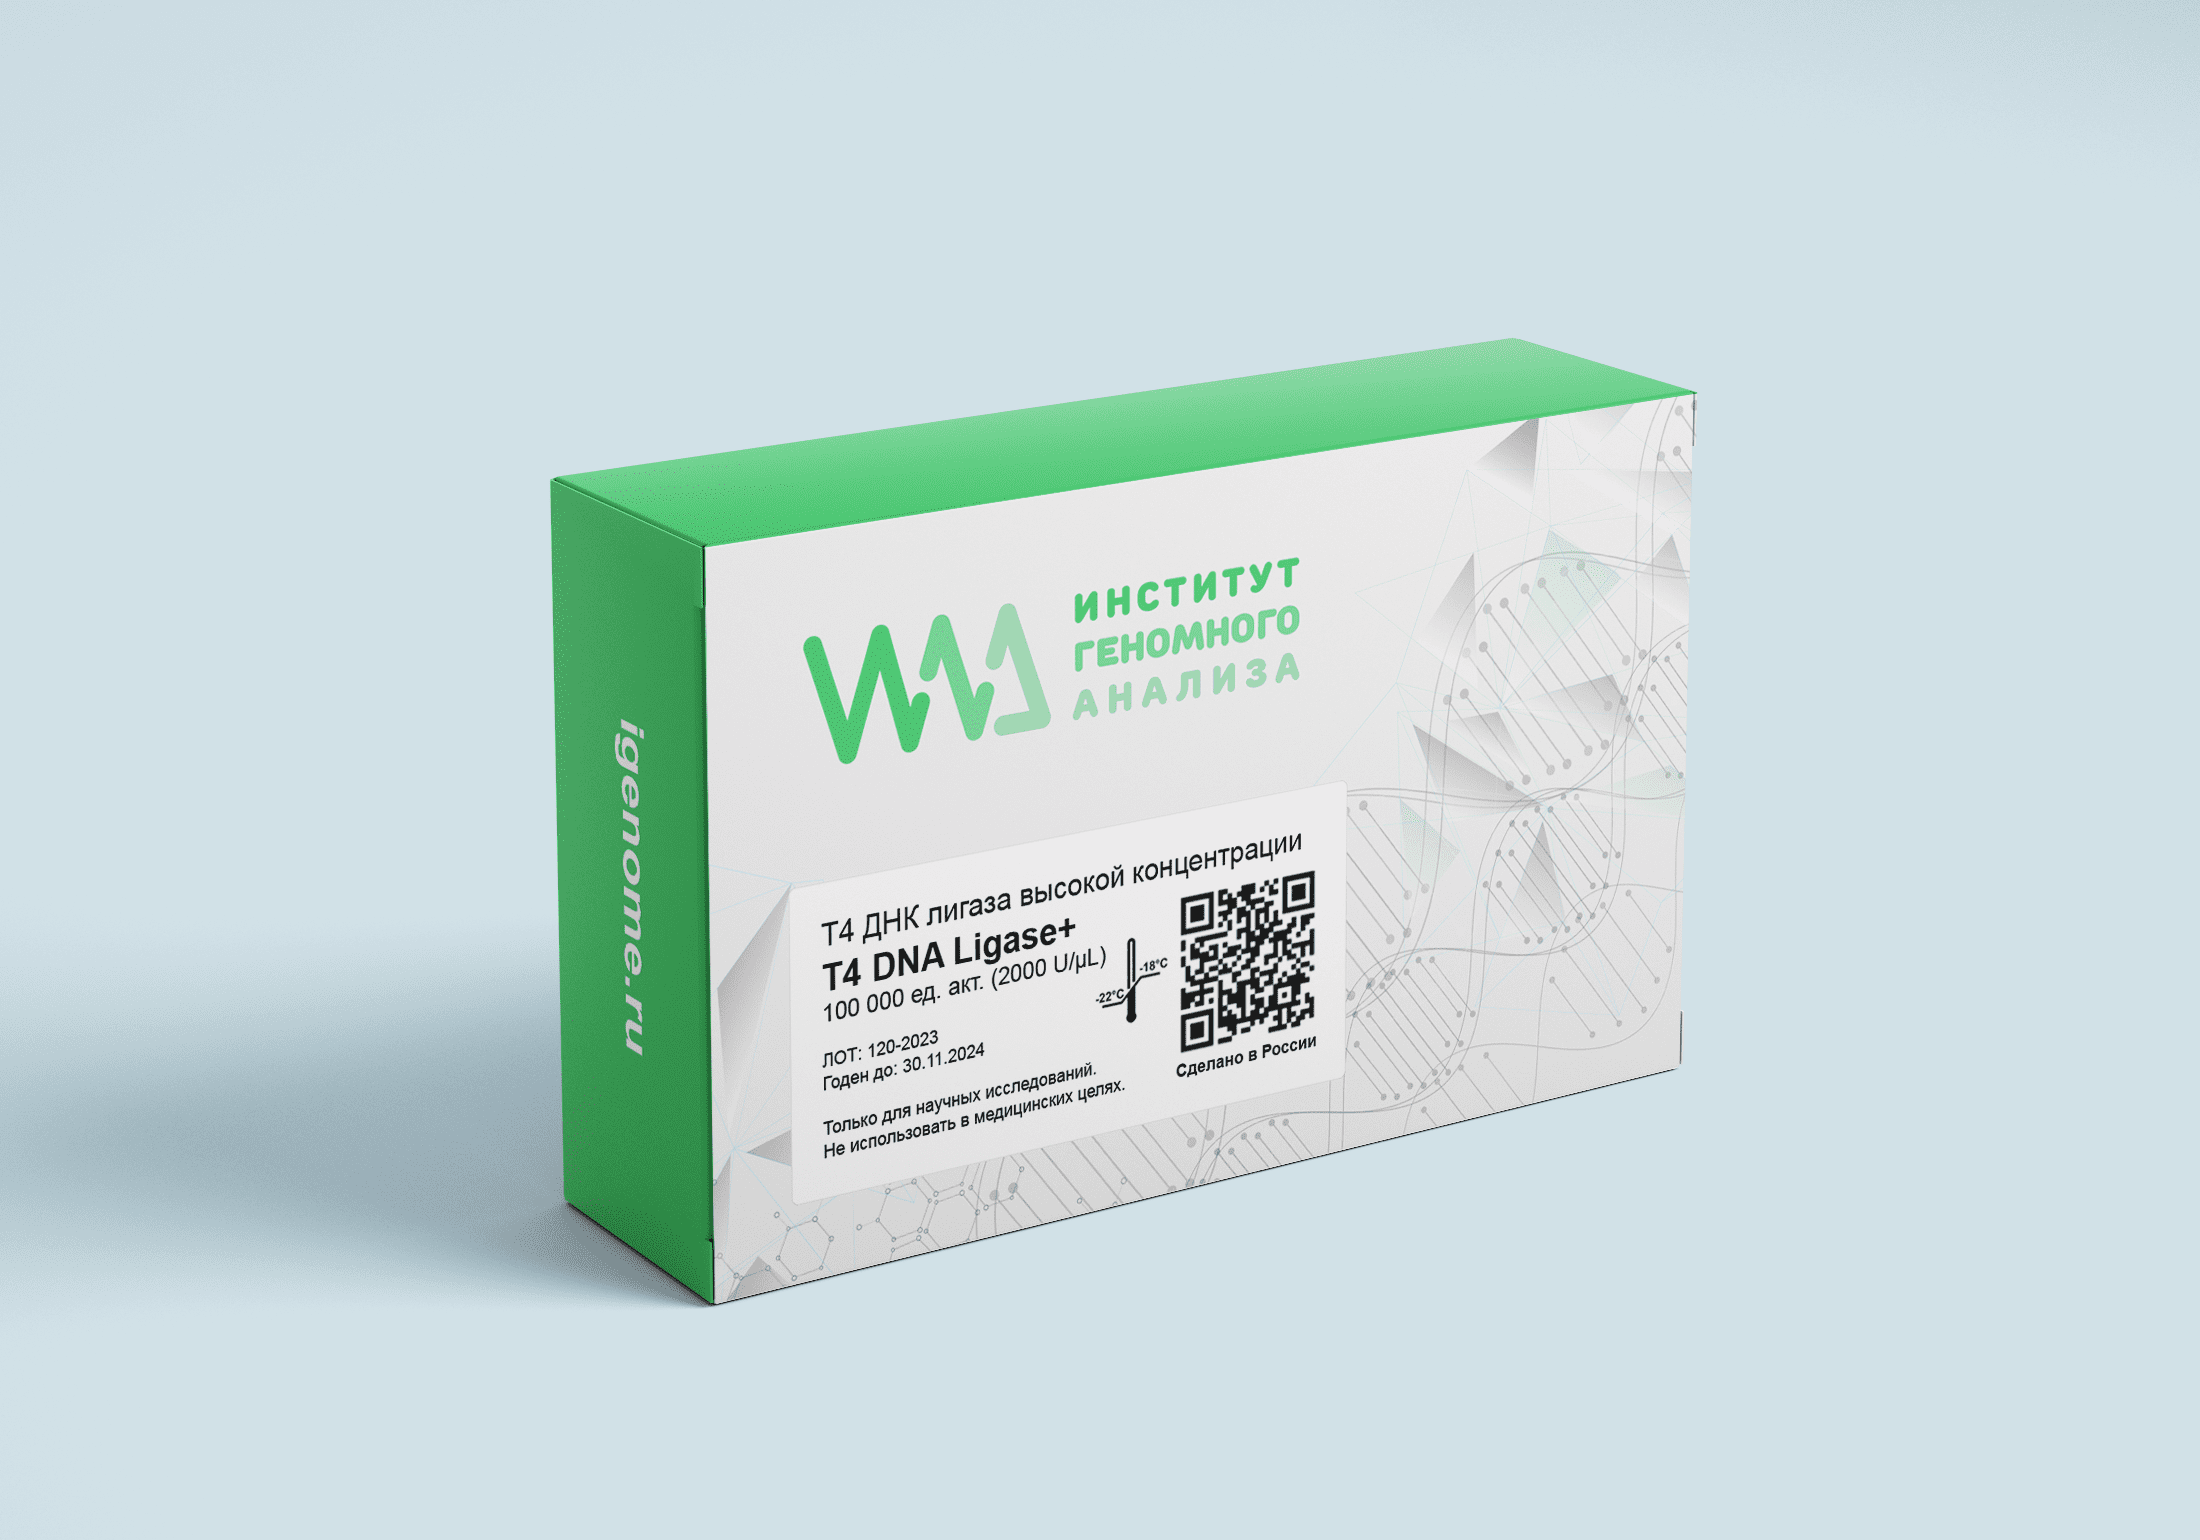 ИНСТИТУТ
ГЕНОМНОГО
АНАЛИЗА
igenome.ru
Т4 ДНК лигаза высокой концентрации
T4 DNA Ligase+
100 000 ед. акт. (2000 U/µL)
-18°C
-22°C
ЛОТ: 120-2023
Годен до: 30.11.2024
Только для научных исследований.
Не использовать в медицинских целях.
Сделано в России